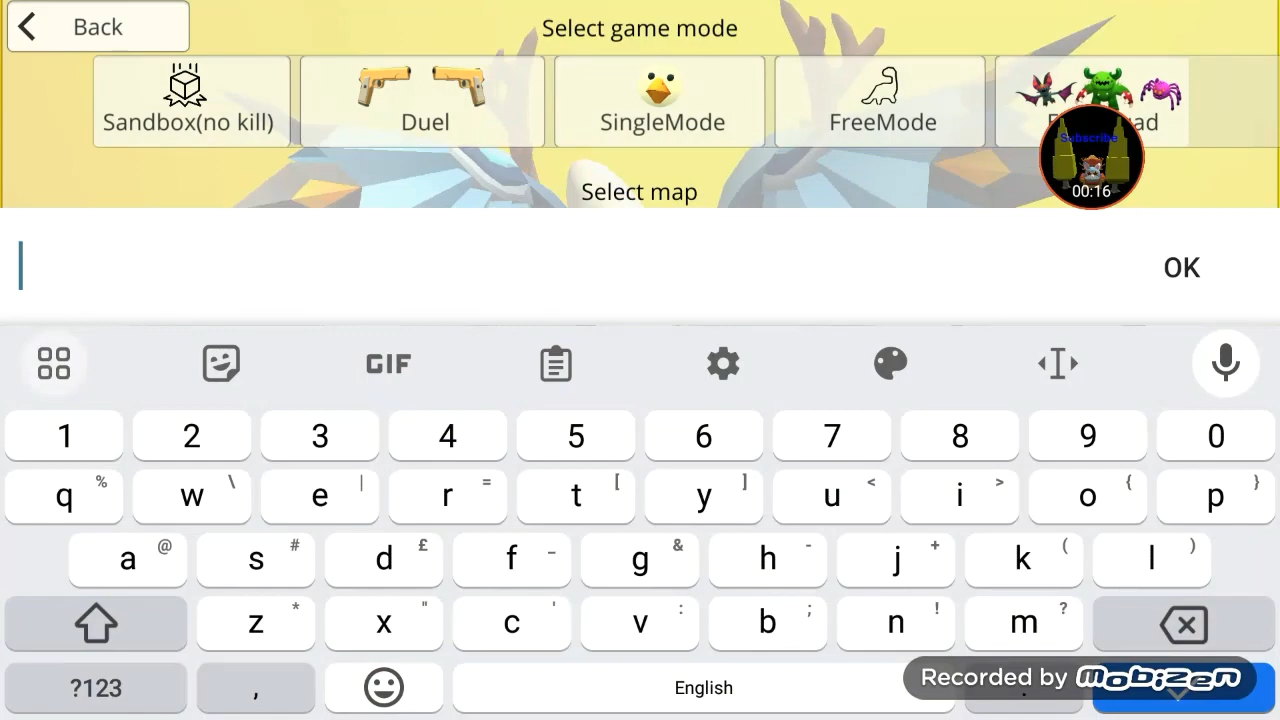 Back
Select game mode
Sandbox(no kill)
Duel
SingleMode
FreeMode
Subscribe
00:16
Select map
OK
GIF
1 2 3 4 5 6 7 8 9 0
q % w \ e | r = t [ y ] u < i > o { p }
a @ s # d £ f _ g & h - j + k ( l )
z * x " c ' v : b ; n ! m ?
?123 , English .
Recorded by mobizen